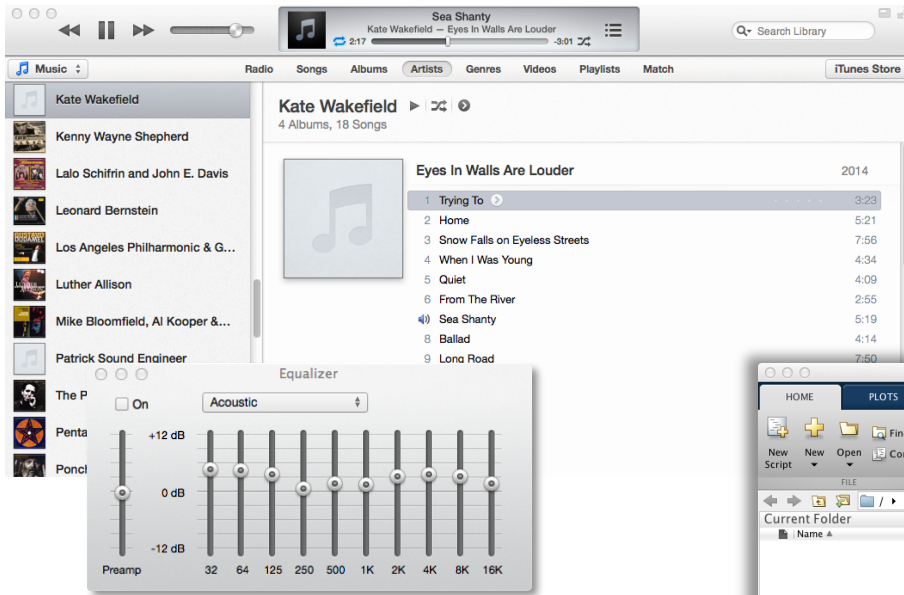 Sea Shanty
Kate Wakefield — Eyes In Walls Are Louder
2:17
-3:01
Search Library
Music
Radio Songs Albums Artists Genres Videos Playlists Match
iTunes Store
Kate Wakefield
Kenny Wayne Shepherd
Lalo Schifrin and John E. Davis
Leonard Bernstein
Los Angeles Philharmonic & G...
Luther Allison
Mike Bloomfield, Al Kooper &...
Patrick Sound Engineer
The P
Penta
Ponch
Kate Wakefield
4 Albums, 18 Songs
Eyes In Walls Are Louder 2014
1 Trying To 3:23
2 Home 5:21
3 Snow Falls on Eyeless Streets 7:56
4 When I Was Young 4:34
5 Quiet 4:09
6 From The River 2:55
Sea Shanty 5:19
8 Ballad 4:14
9 Long Road 7:50
Equalizer
On
Acoustic
+12 dB
0 dB
-12 dB
Preamp 32 64 125 250 500 1K 2K 4K 8K 16K
HOME PLOTS
New Script
New
Open
Fin
Co
FILE
/
Current Folder
Name